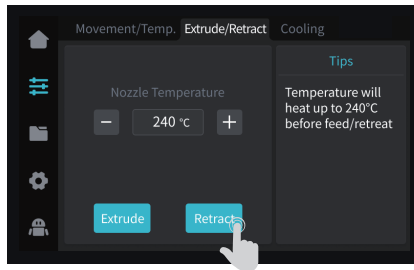 Movement/Temp. Extrude/Retract Cooling
Tips
Nozzle Temperature
Temperature will
heat up to 240°C
before feed/retreat
− 240 °C +
Extrude Retract